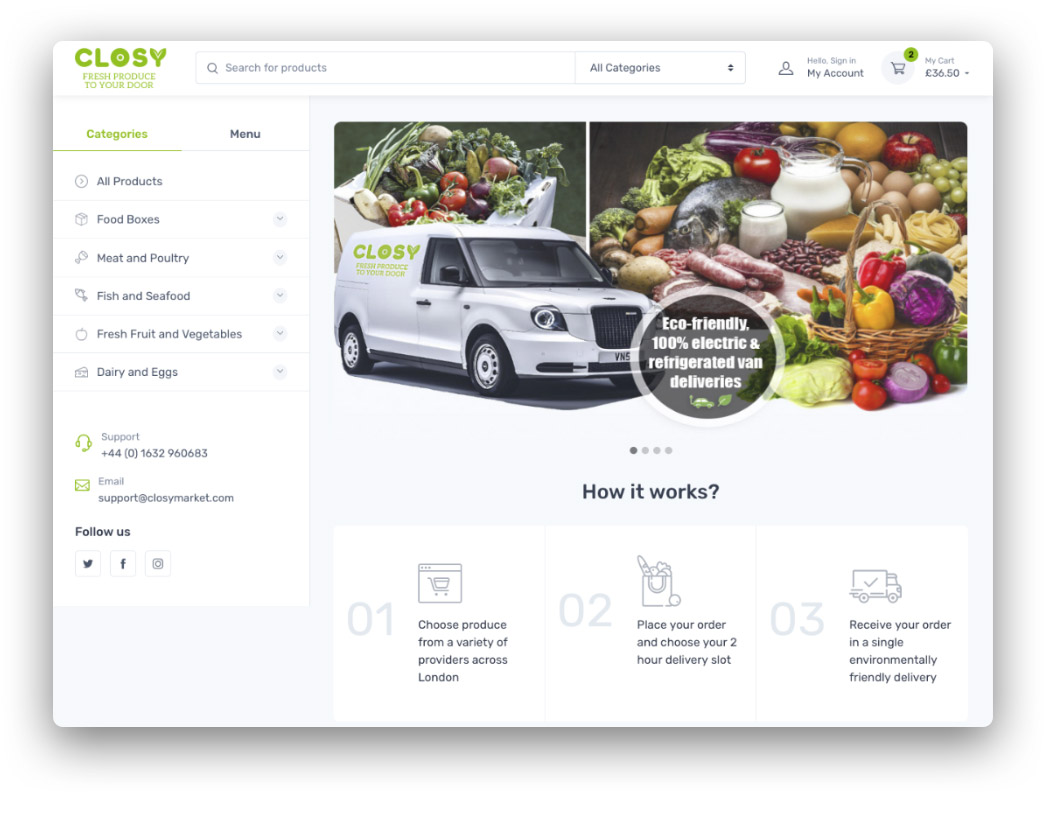 CLOSY
FRESH PRODUCE
TO YOUR DOOR
Search for products
All Categories
Hello, Sign in
My Account
2
My Cart
£36.50
Categories
Menu
All Products
Food Boxes
Meat and Poultry
Fish and Seafood
Fresh Fruit and Vegetables
Dairy and Eggs
Support
+44 (0) 1632 960683
Email
support@closymarket.com
Follow us
CLOSY
FRESH PRODUCE
TO YOUR DOOR
VN5
Eco-friendly,
100% electric &
refrigerated van
deliveries
How it works?
01
Choose produce
from a variety of
providers across
London
02
Place your order
and choose your 2
hour delivery slot
03
Receive your order
in a single
environmentally
friendly delivery